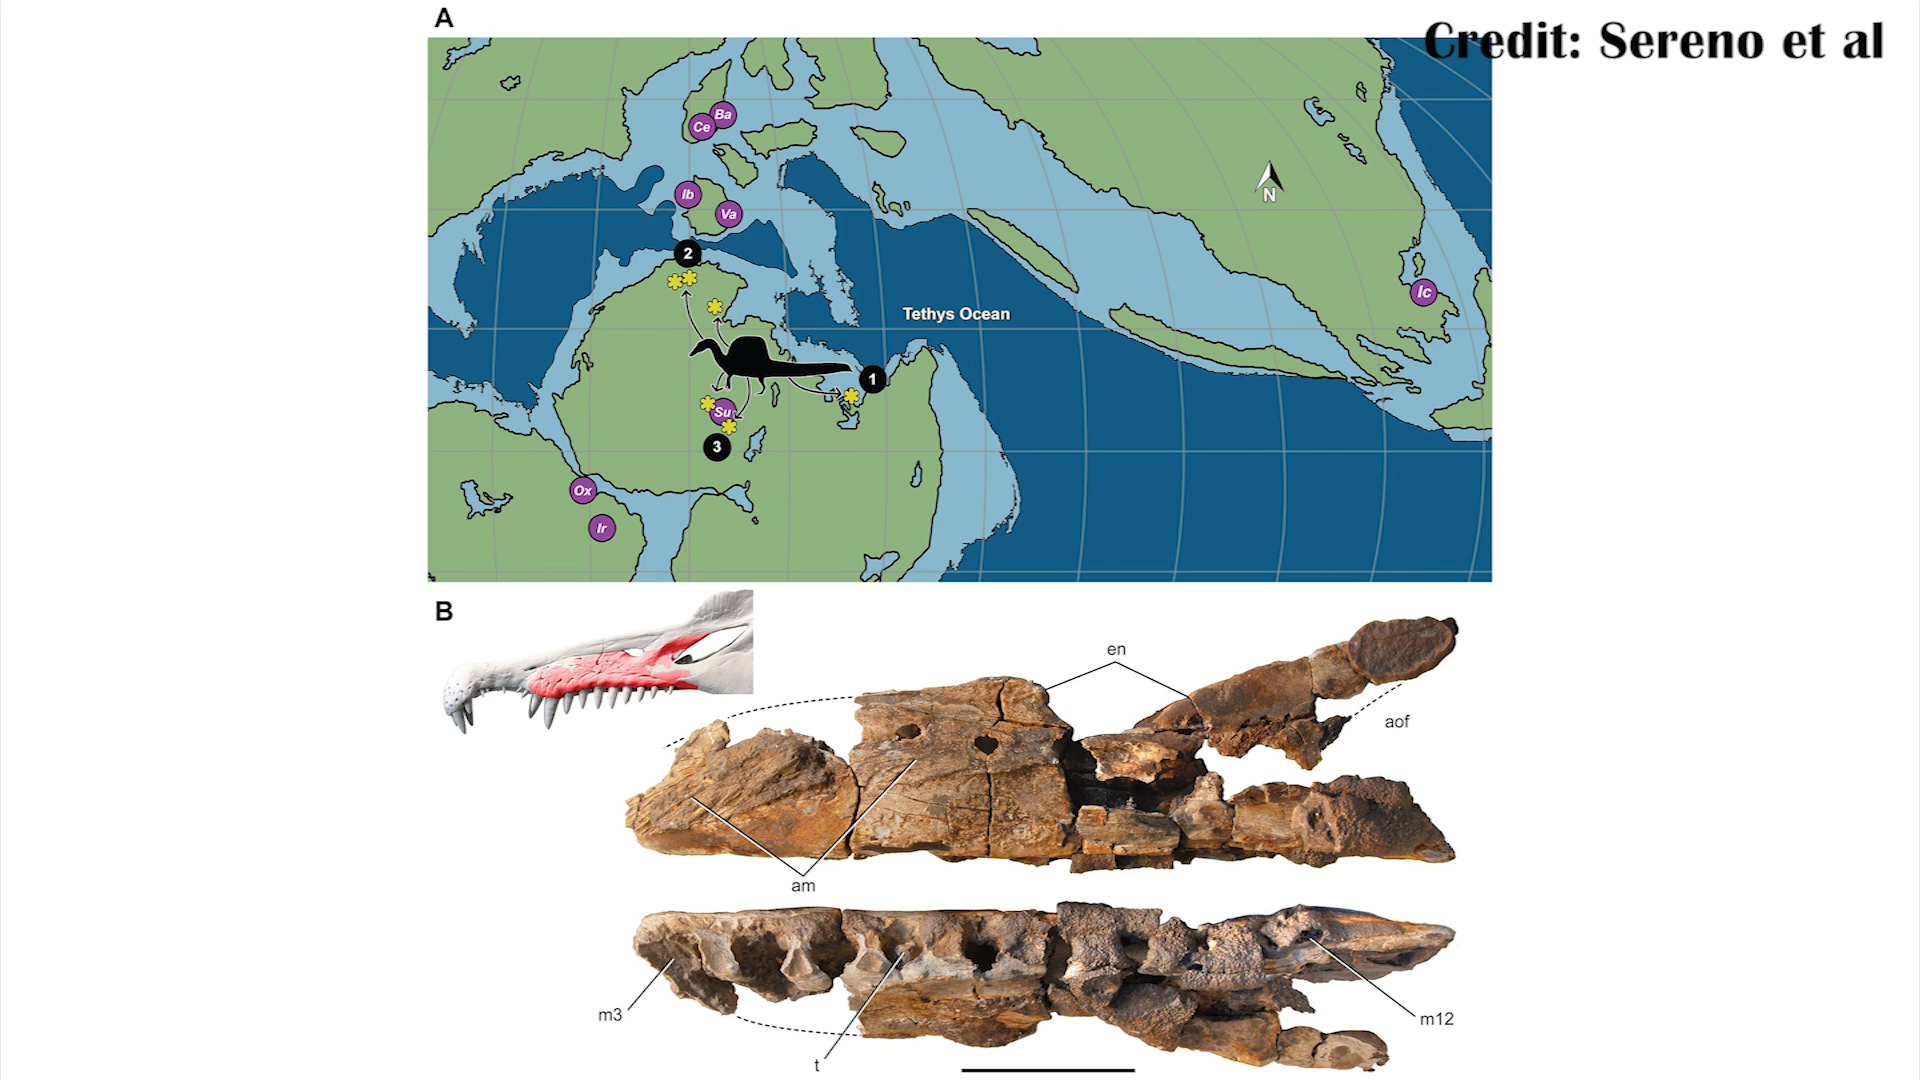 A
Credit: Sereno et al
Ba
Ce
Ib
Va
N
2
Ic
Tethys Ocean
1
Su
3
Ox
Ir
B
en
aof
am
m3
m12
t